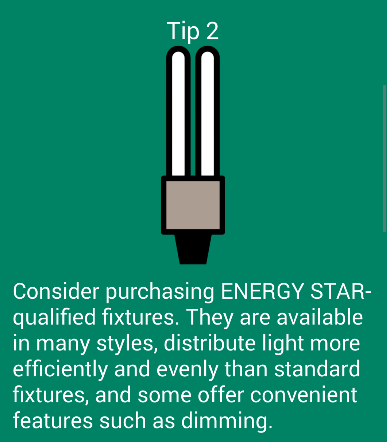 Tip 2
Consider purchasing ENERGY STAR-
qualified fixtures. They are available
in many styles, distribute light more
efficiently and evenly than standard
fixtures, and some offer convenient
features such as dimming.